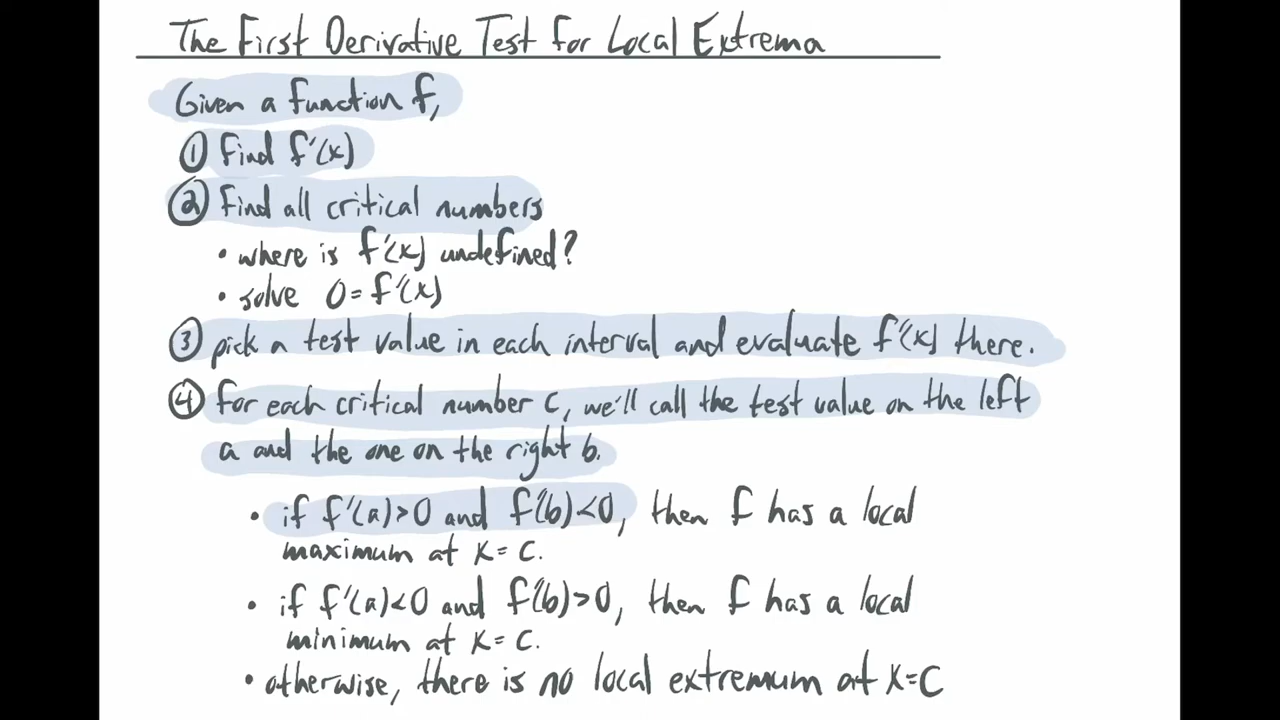 The First Derivative Test for Local Extrema
Given a function f,
① find f'(x)
② find all critical numbers
• where is f'(x) undefined?
• solve 0 = f'(x)
③ pick a test value in each interval and evaluate f'(x) there.
④ for each critical number c, we'll call the test value on the left
a and the one on the right b.
• if f'(a)>0 and f'(b)<0, then f has a local
maximum at x = c.
• if f'(a)<0 and f'(b)>0, then f has a local
minimum at x = c.
• otherwise, there is no local extremum at x=c